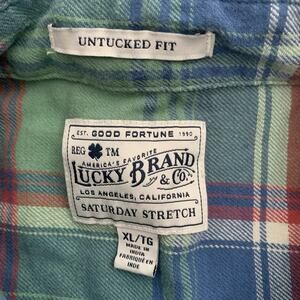 UNTUCKED FIT
EST. GOOD FORTUNE 1990
REG TM
AMERICA'S FAVORITE
LUCKY BRAND
& Co.
LOS ANGELES, CALIFORNIA
SATURDAY STRETCH
XL/TG
MADE IN
INDIA
FABRIQUÉ EN
INDE